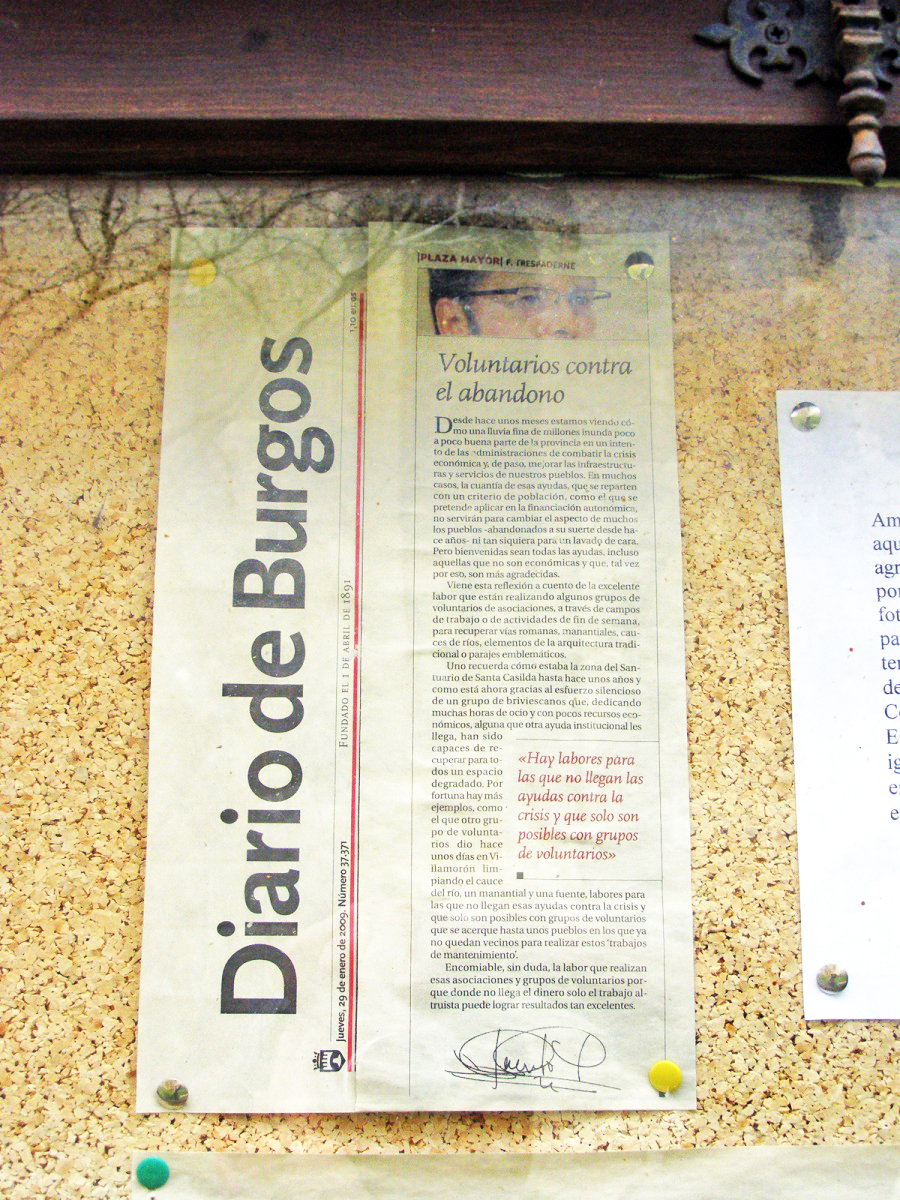 Diario de Burgos
FUNDADO EL 1 DE ABRIL DE 1891
Jueves, 29 de enero de 2009. Número 37.371
|PLAZA MAYOR| F. TRESPADERNE
Voluntarios contra
el abandono
Desde hace unos meses estamos viendo có-
mo una lluvia fina de millones inunda poco
a poco buena parte de la provincia en un inten-
to de las administraciones de combatir la crisis
económica y, de paso, mejorar las infraestructu-
ras y servicios de nuestros pueblos. En muchos
casos, la cuantía de esas ayudas, que se reparten
con un criterio de población, como el que se
pretende aplicar en la financiación autonómica,
no servirán para cambiar el aspecto de muchos
los pueblos -abandonados a su suerte desde ha-
ce años- ni tan siquiera para un lavado de cara.
Pero bienvenidas sean todas las ayudas, incluso
aquellas que no son económicas y que, tal vez
por eso, son más agradecidas.
Viene esta reflexión a cuento de la excelente
labor que están realizando algunos grupos de
voluntarios de asociaciones, a través de campos
de trabajo o de actividades de fin de semana,
para recuperar vías romanas, manantiales, cau-
ces de ríos, elementos de la arquitectura tradi-
cional o parajes emblemáticos.
Uno recuerda cómo estaba la zona del San-
tuario de Santa Casilda hasta hace unos años y
como está ahora gracias al esfuerzo silencioso
de un grupo de briviescanos que, dedicando
muchas horas de ocio y con pocos recursos eco-
nómicos, alguna que otra ayuda institucional les
llega, han sido
capaces de re-
cuperar para to-
dos un espacio
degradado. Por
fortuna hay más
ejemplos, como
el que otro gru-
po de volunta-
rios dio hace
unos días en Vi-
llamorón lim-
piando el cauce
del río, un manantial y una fuente, labores para
las que no llegan esas ayudas contra la crisis y
que solo son posibles con grupos de voluntarios
que se acerque hasta unos pueblos en los que ya
no quedan vecinos para realizar estos 'trabajos
de mantenimiento'.
Encomiable, sin duda, la labor que realizan
esas asociaciones y grupos de voluntarios por-
que donde no llega el dinero solo el trabajo al-
truista puede lograr resultados tan excelentes.
«Hay labores para
las que no llegan las
ayudas contra la
crisis y que solo son
posibles con grupos
de voluntarios»
Am
aqu
agr
por
fot
pa
ter
de
Co
E
ig
e